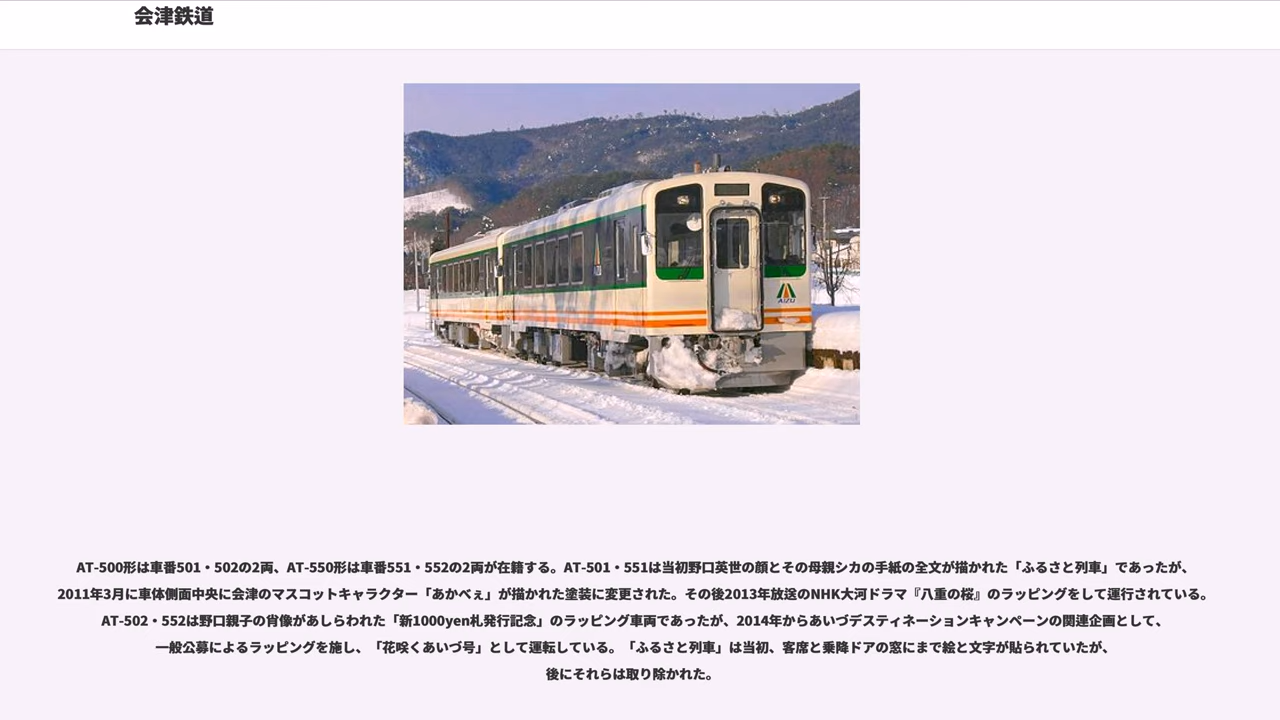 会津鉄道
AIZU
AT-500形は車番501・502の2両、AT-550形は車番551・552の2両が在籍する。AT-501・551は当初野口英世の顔とその母親シカの手紙の全文が描かれた「ふるさと列車」であったが、
2011年3月に車体側面中央に会津のマスコットキャラクター「あかべぇ」が描かれた塗装に変更された。その後2013年放送のNHK大河ドラマ『八重の桜』のラッピングをして運行されている。
AT-502・552は野口親子の肖像があしらわれた「新1000yen札発行記念」のラッピング車両であったが、2014年からあいづデスティネーションキャンペーンの関連企画として、
一般公募によるラッピングを施し、「花咲くあいづ号」として運転している。「ふるさと列車」は当初、客席と乗降ドアの窓にまで絵と文字が貼られていたが、
後にそれらは取り除かれた。